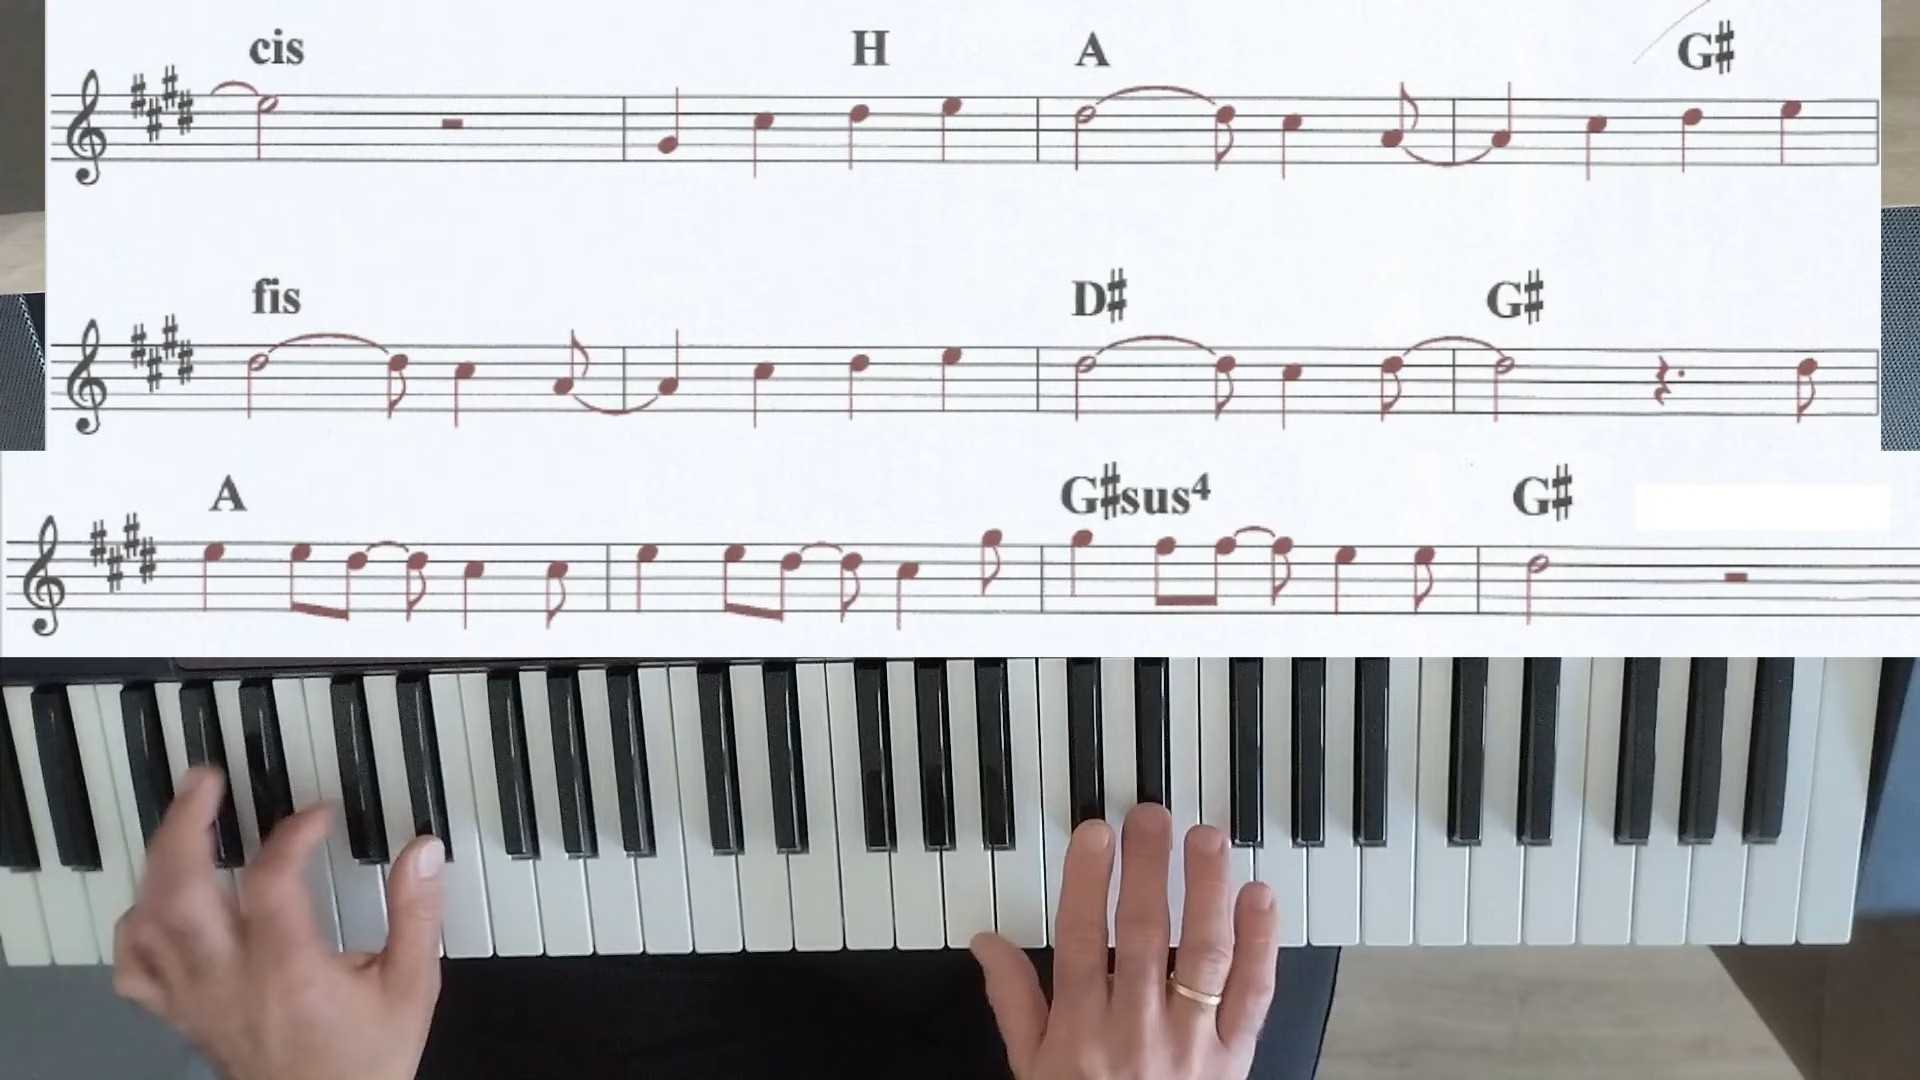 cis H A G♯
fis D♯ G♯
A G♯sus⁴ G♯